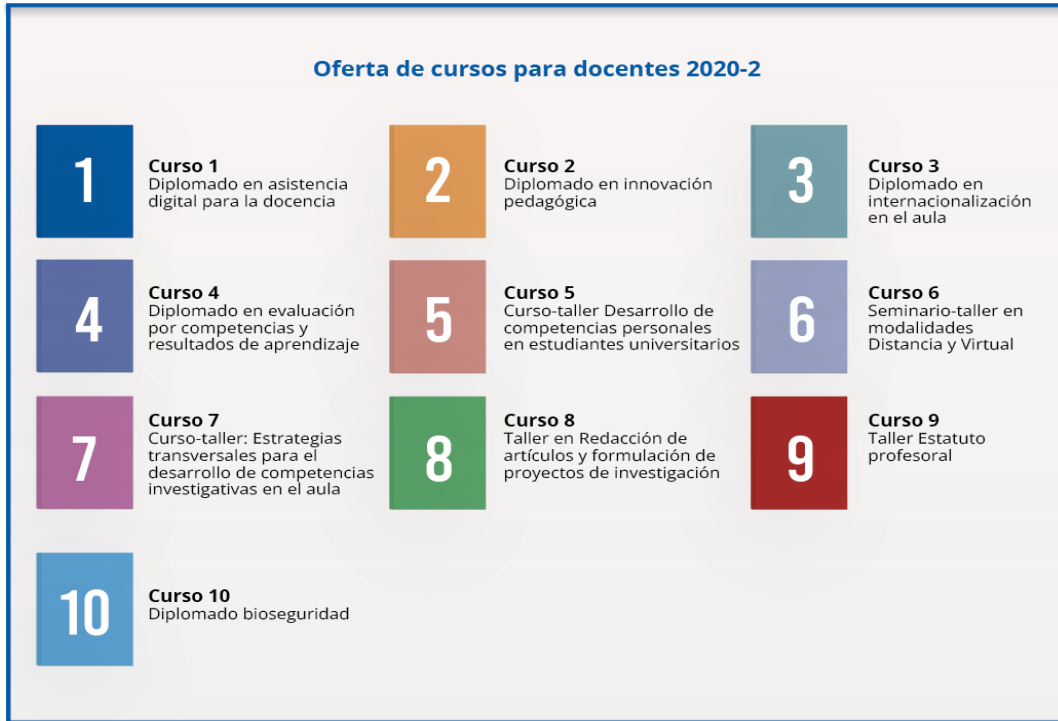 Oferta de cursos para docentes 2020-2
1
Curso 1
Diplomado en asistencia
digital para la docencia
2
Curso 2
Diplomado en innovación
pedagógica
3
Curso 3
Diplomado en
internacionalización
en el aula
4
Curso 4
Diplomado en evaluación
por competencias y
resultados de aprendizaje
5
Curso 5
Curso-taller Desarrollo de
competencias personales
en estudiantes universitarios
6
Curso 6
Seminario-taller en
modalidades
Distancia y Virtual
7
Curso 7
Curso-taller: Estrategias
transversales para el
desarrollo de competencias
investigativas en el aula
8
Curso 8
Taller en Redacción de
artículos y formulación de
proyectos de investigación
9
Curso 9
Taller Estatuto
profesoral
10
Curso 10
Diplomado bioseguridad